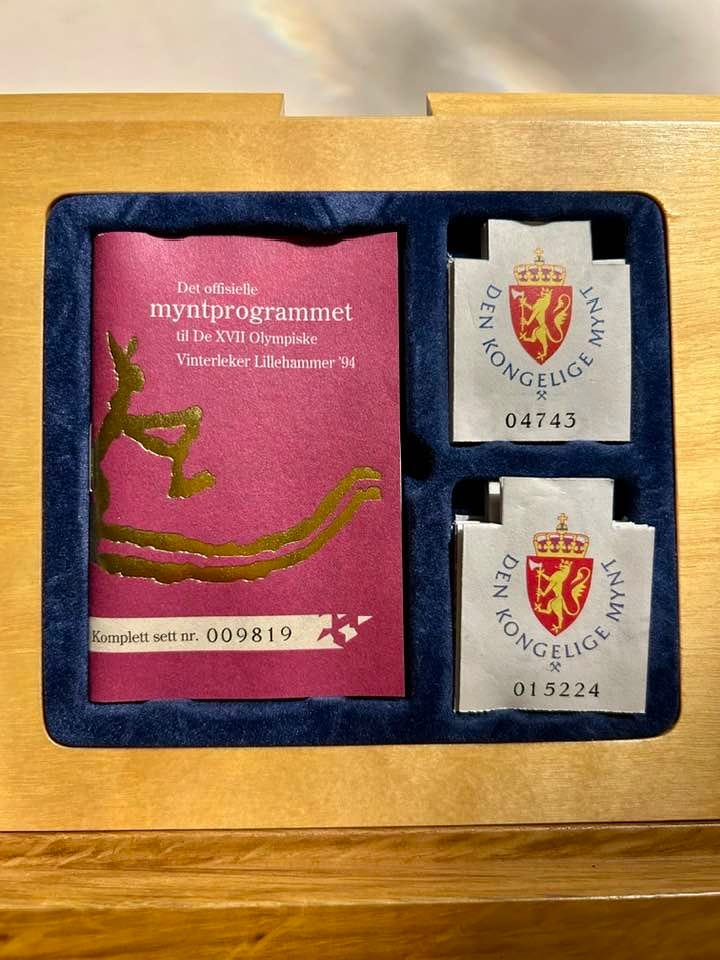 Det offisielle
myntprogrammet
til De XVII Olympiske
Vinterleker Lillehammer '94
Komplett sett nr. 009819
DEN KONGELIGE MYNT
04743
DEN KONGELIGE MYNT
015224